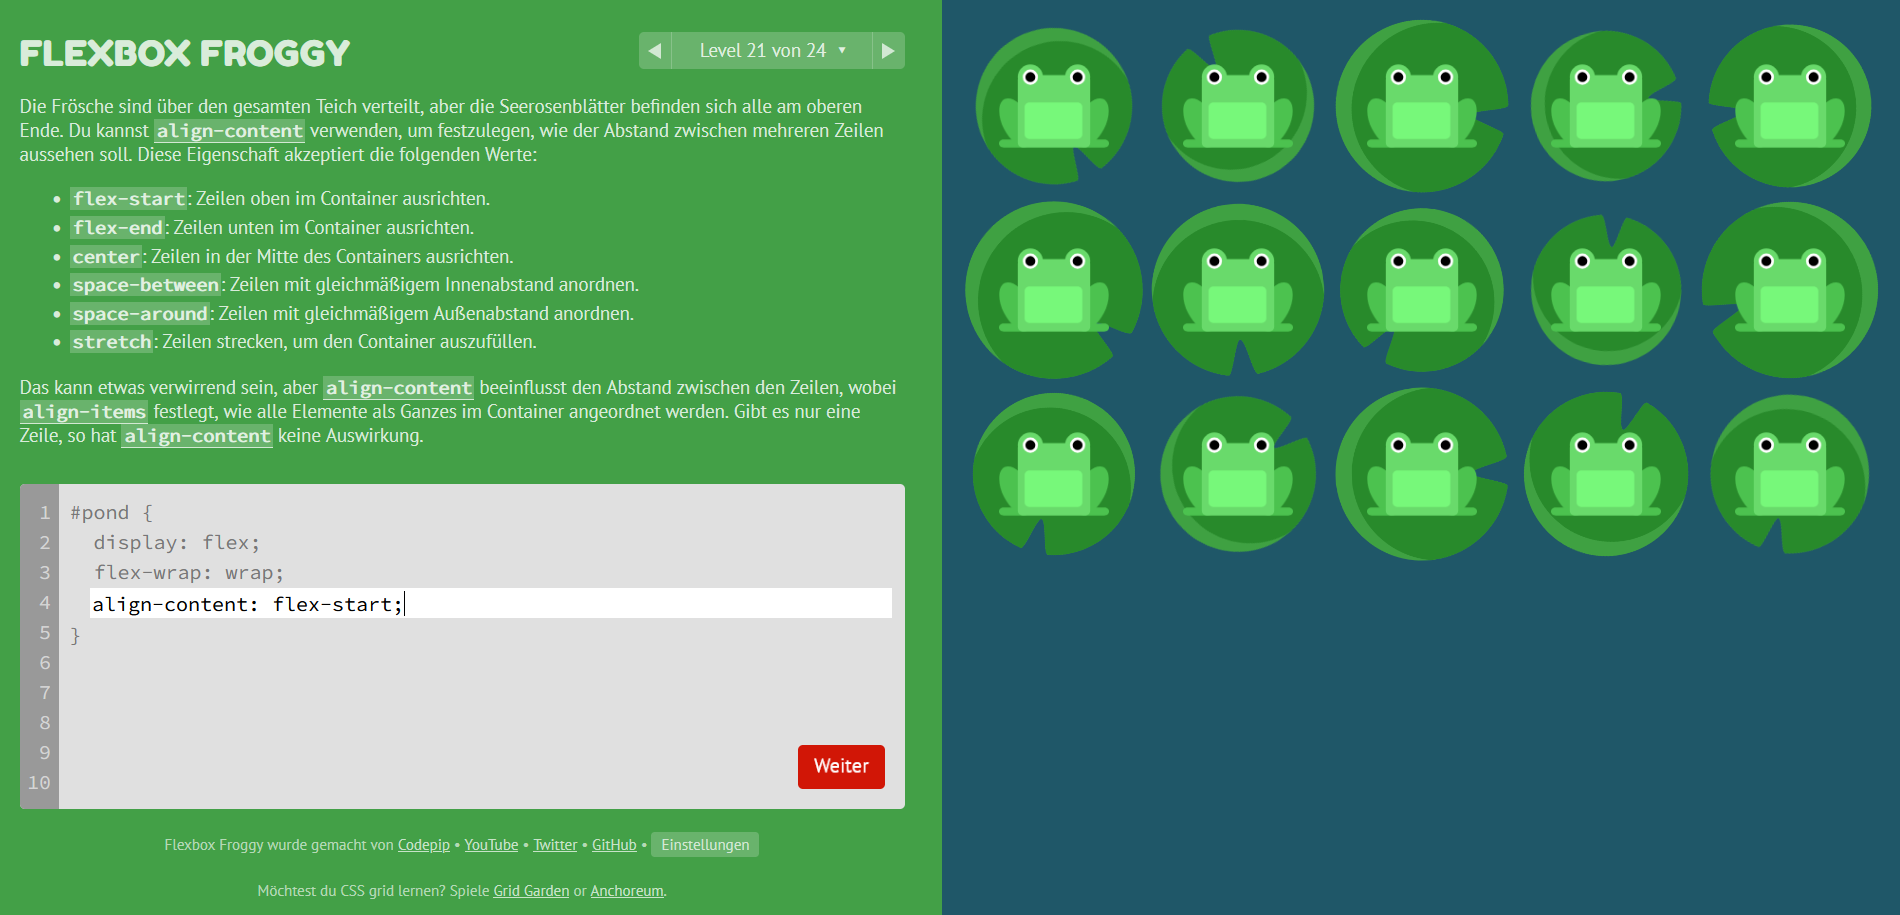 FLEXBOX FROGGY
Level 21 von 24
Die Frösche sind über den gesamten Teich verteilt, aber die Seerosenblätter befinden sich alle am oberen
Ende. Du kannst align-content verwenden, um festzulegen, wie der Abstand zwischen mehreren Zeilen
aussehen soll. Diese Eigenschaft akzeptiert die folgenden Werte:
• flex-start: Zeilen oben im Container ausrichten.
• flex-end: Zeilen unten im Container ausrichten.
• center: Zeilen in der Mitte des Containers ausrichten.
• space-between: Zeilen mit gleichmäßigem Innenabstand anordnen.
• space-around: Zeilen mit gleichmäßigem Außenabstand anordnen.
• stretch: Zeilen strecken, um den Container auszufüllen.
Das kann etwas verwirrend sein, aber align-content beeinflusst den Abstand zwischen den Zeilen, wobei
align-items festlegt, wie alle Elemente als Ganzes im Container angeordnet werden. Gibt es nur eine
Zeile, so hat align-content keine Auswirkung.
1 #pond {
2 display: flex;
3 flex-wrap: wrap;
4 align-content: flex-start;
5 }
6
7
8
9
10
Weiter
Flexbox Froggy wurde gemacht von Codepip • YouTube • Twitter • GitHub • Einstellungen
Möchtest du CSS grid lernen? Spiele Grid Garden or Anchoreum.